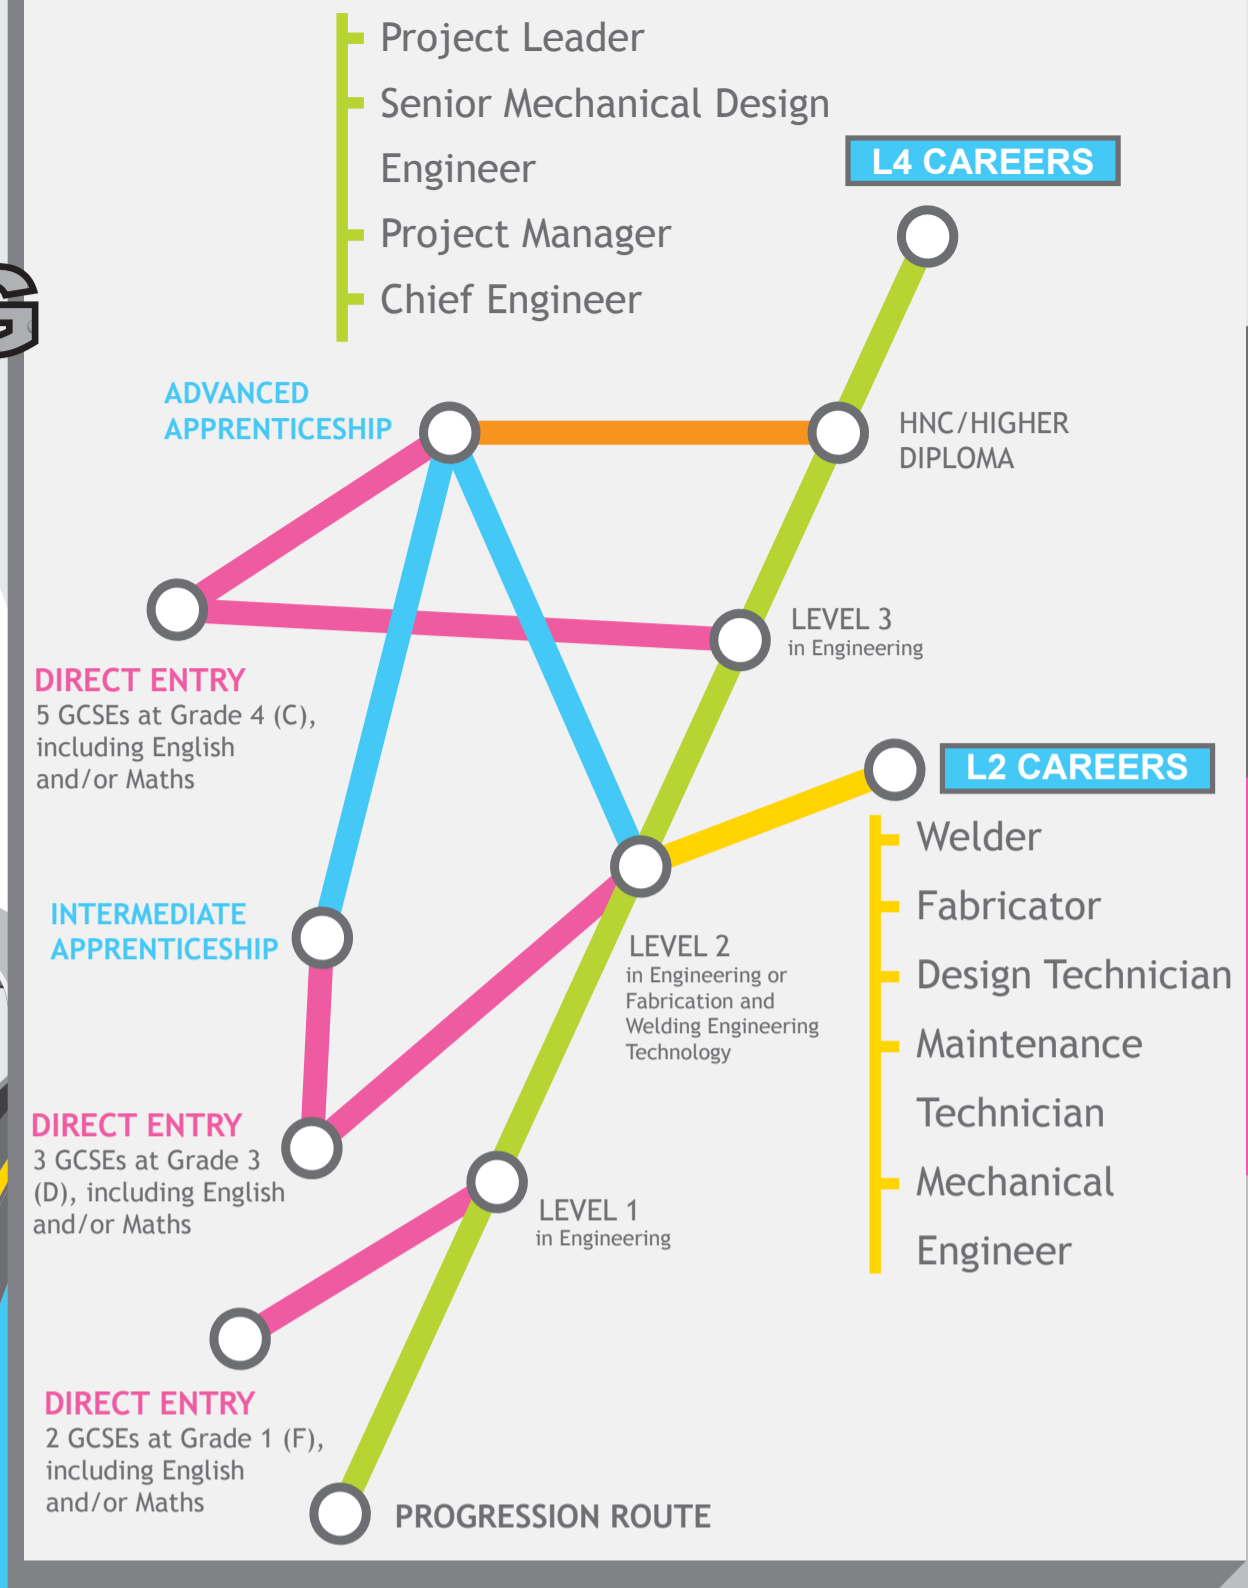 Project Leader
Senior Mechanical Design
Engineer
Project Manager
Chief Engineer
L4 CAREERS
G
ADVANCED
APPRENTICESHIP
HNC/HIGHER
DIPLOMA
LEVEL 3
in Engineering
DIRECT ENTRY
5 GCSEs at Grade 4 (C),
including English
and/or Maths
L2 CAREERS
Welder
Fabricator
Design Technician
Maintenance
Technician
Mechanical
Engineer
INTERMEDIATE
APPRENTICESHIP
LEVEL 2
in Engineering or
Fabrication and
Welding Engineering
Technology
DIRECT ENTRY
3 GCSEs at Grade 3
(D), including English
and/or Maths
LEVEL 1
in Engineering
DIRECT ENTRY
2 GCSEs at Grade 1 (F),
including English
and/or Maths
PROGRESSION ROUTE